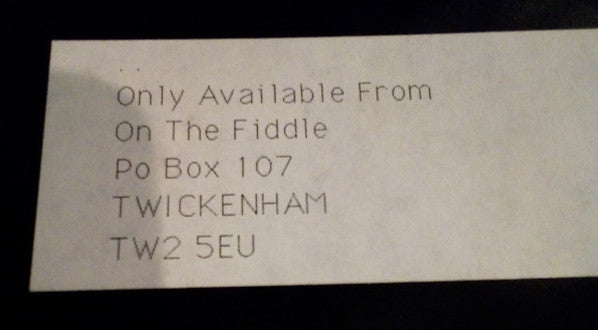 Only Available From
On The Fiddle
Po Box 107
TWICKENHAM
TW2 5EU